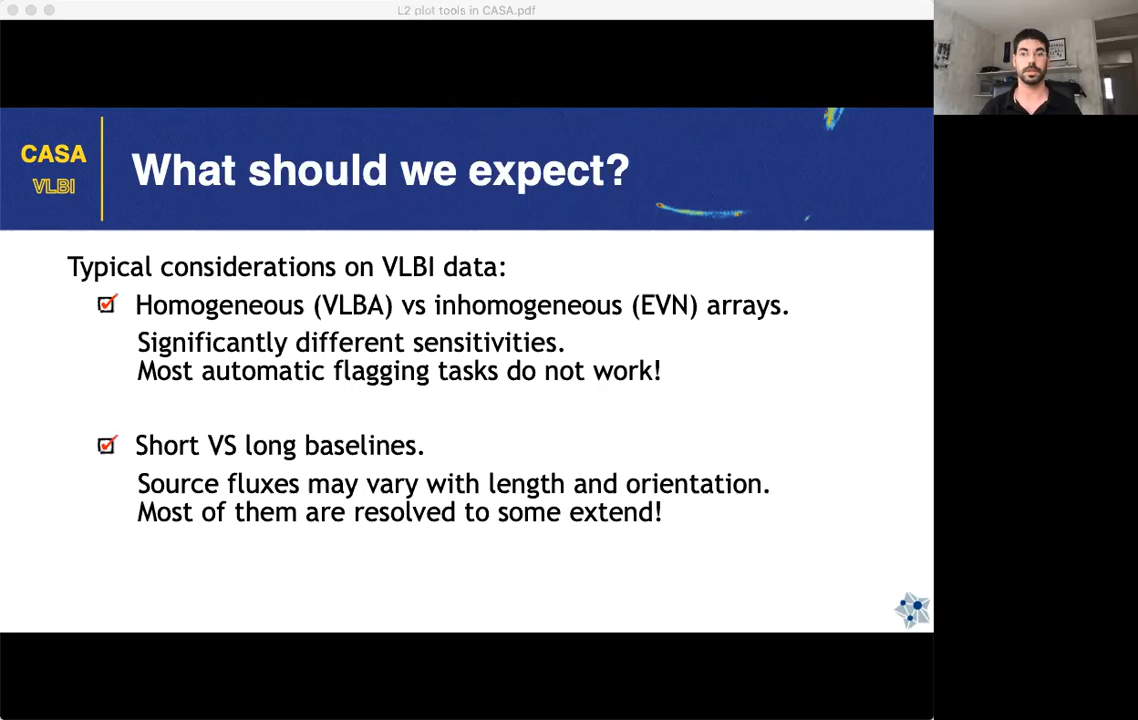 L2 plot tools in CASA.pdf
CASA
VLBI
What should we expect?
Typical considerations on VLBI data:
Homogeneous (VLBA) vs inhomogeneous (EVN) arrays.
Significantly different sensitivities.
Most automatic flagging tasks do not work!
Short VS long baselines.
Source fluxes may vary with length and orientation.
Most of them are resolved to some extend!